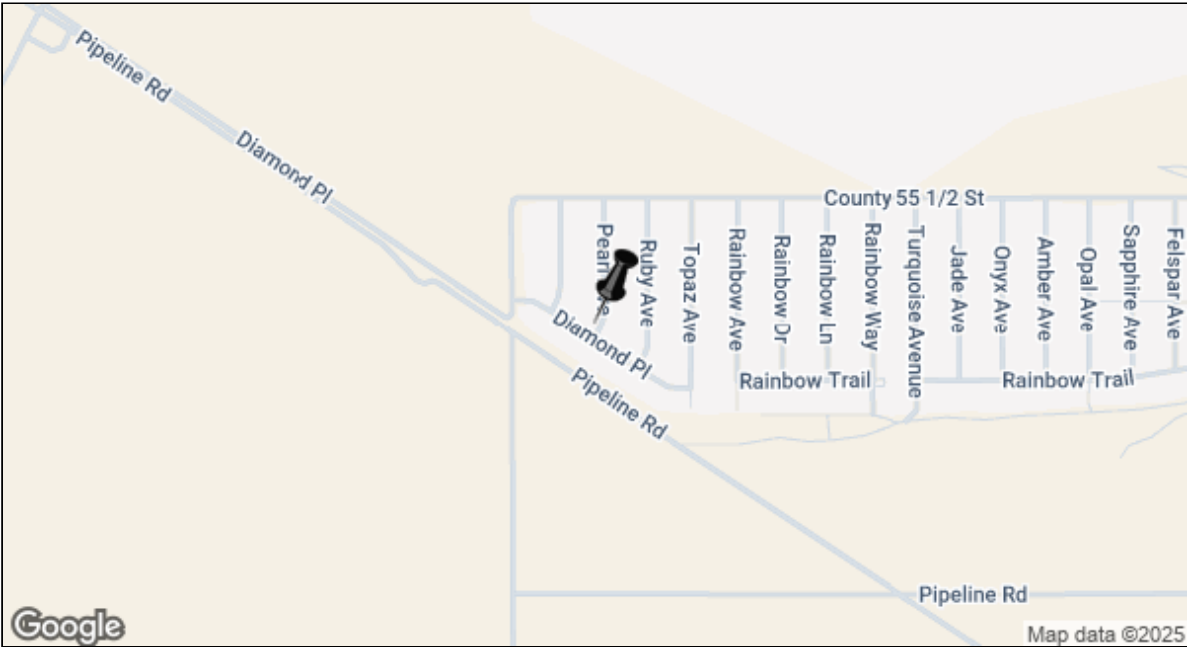 Pipeline Rd
Diamond Pl
County 55 1/2 St
Ruby Ave
Topaz Ave
Rainbow Ave
Rainbow Dr
Rainbow Ln
Rainbow Way
Turquoise Avenue
Jade Ave
Onyx Ave
Amber Ave
Opal Ave
Sapphire Ave
Felspar Ave
Diamond Pl
Rainbow Trail
Rainbow Trail
Pipeline Rd
Pipeline Rd
Google
Map data ©2025